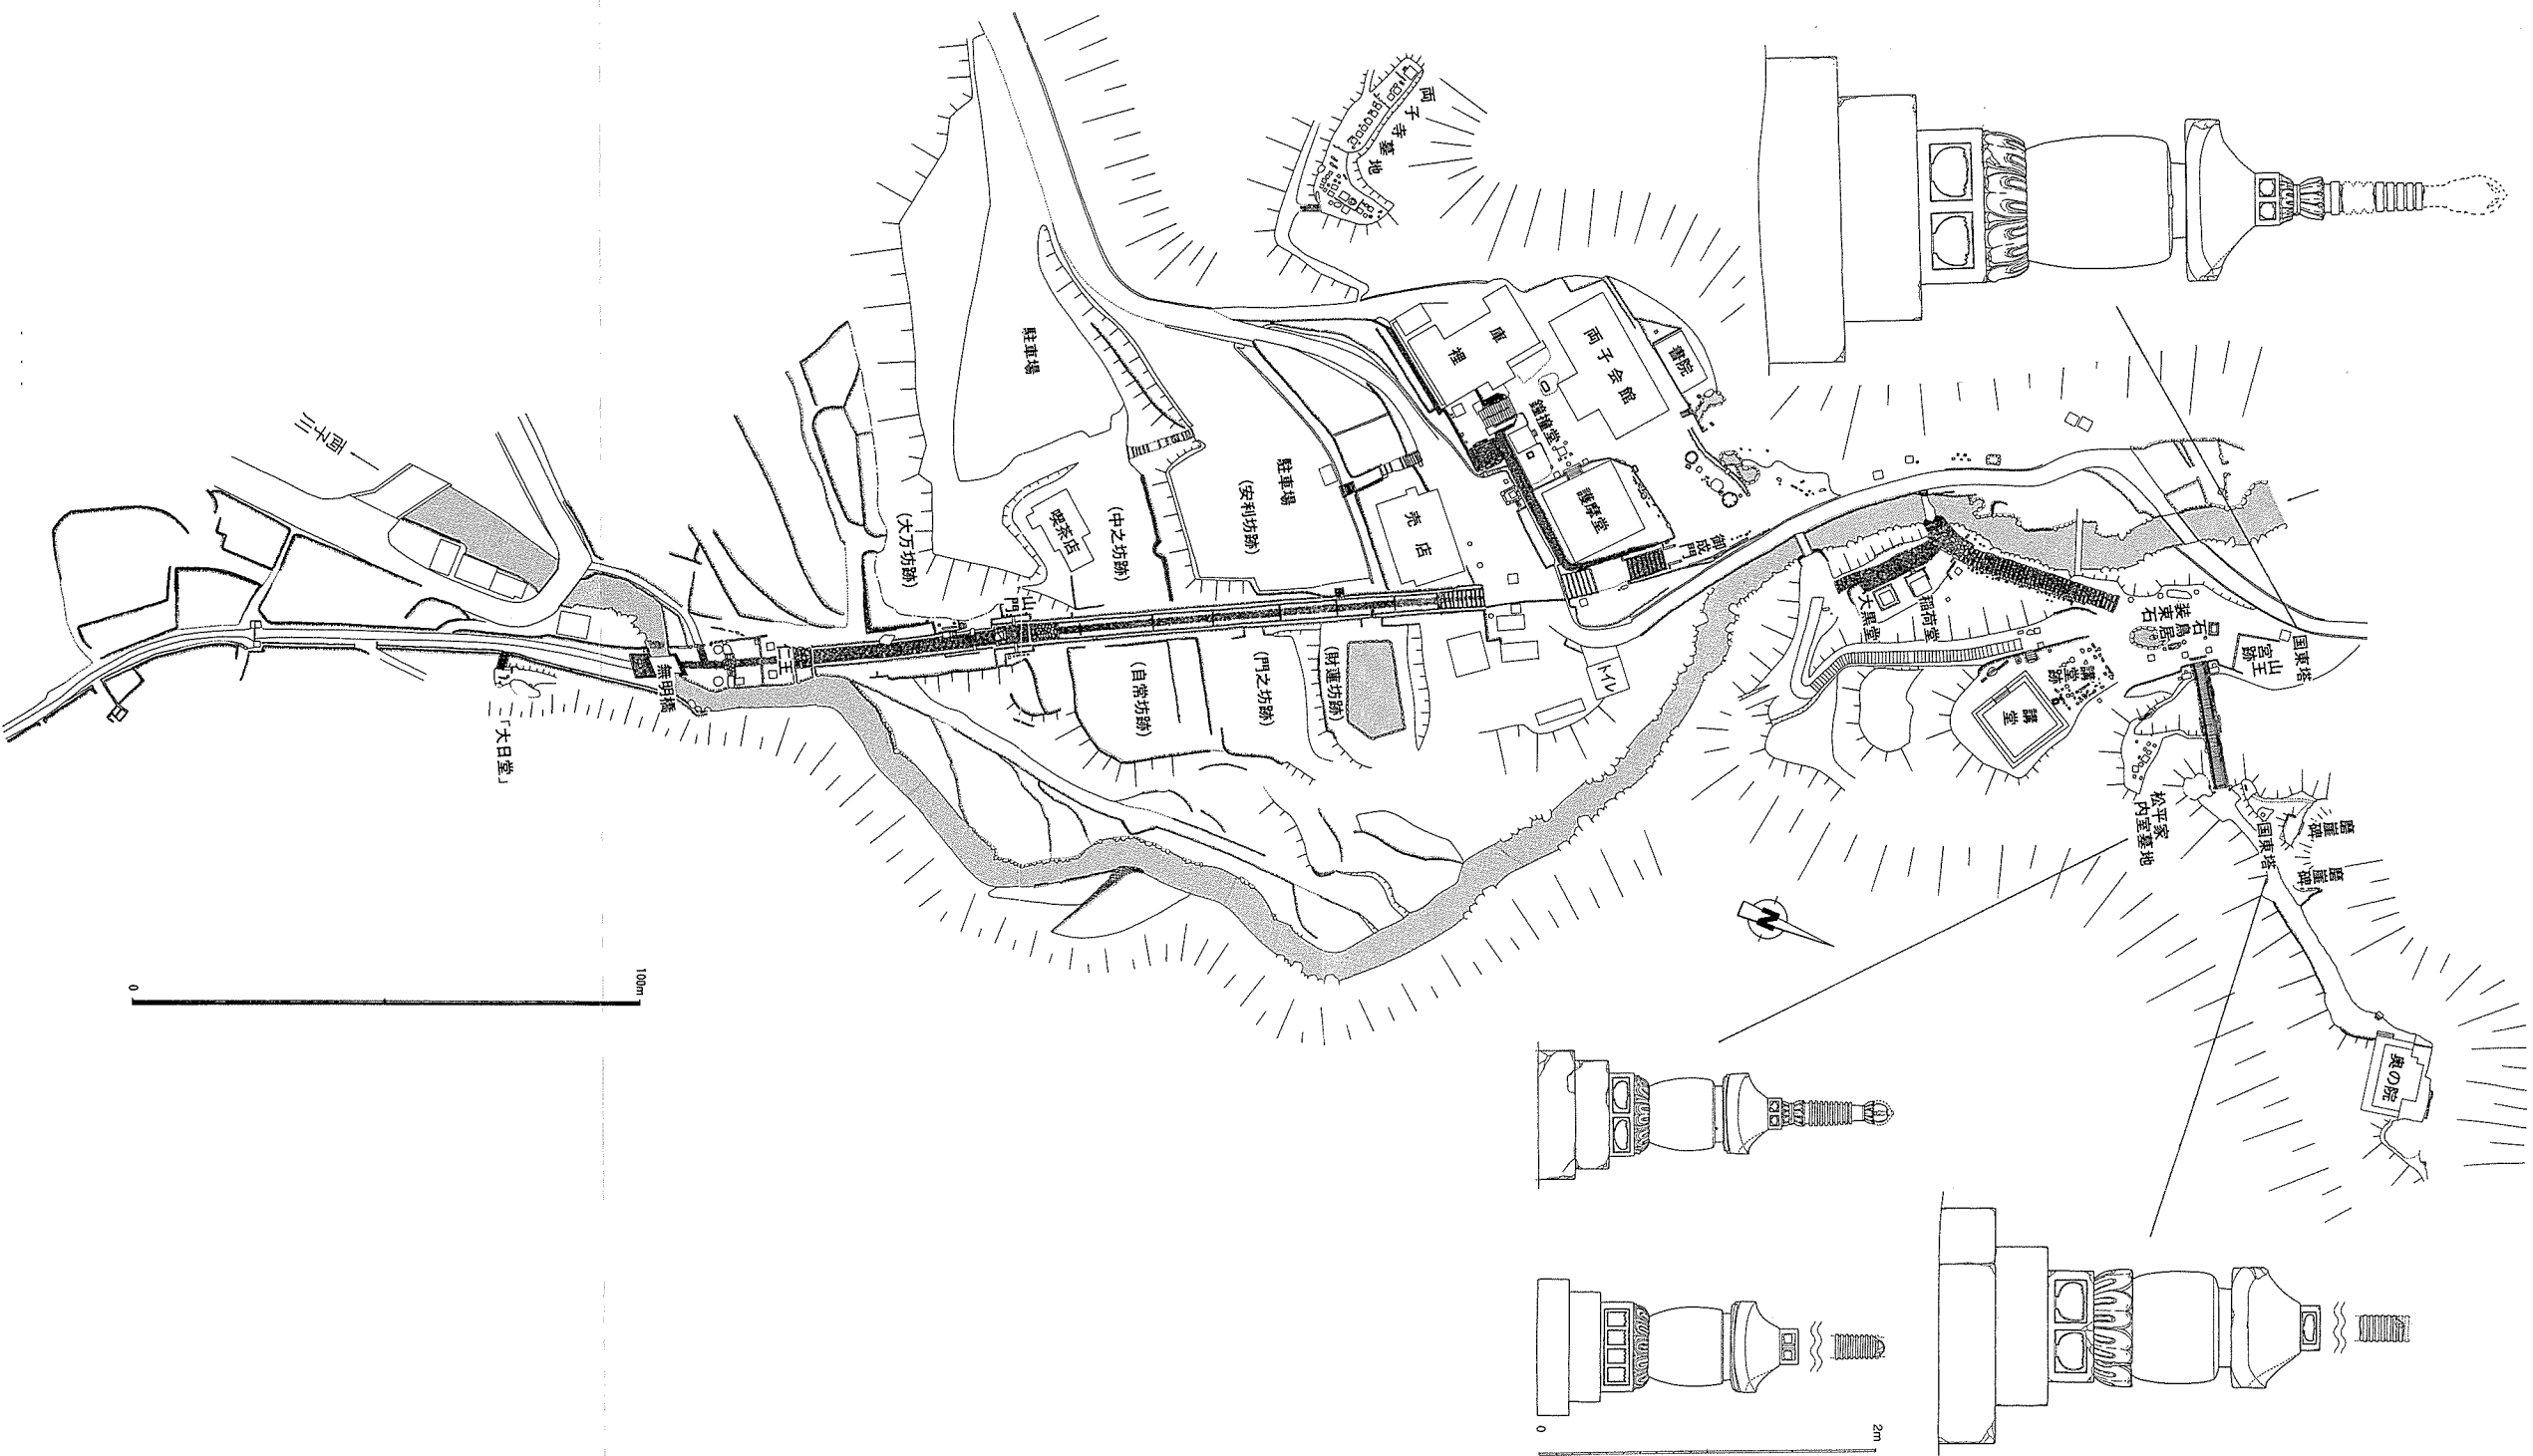 両子寺墓地
駐車場
庫裡
両子会館
書院
鐘撞堂
護摩堂
駐車場
(安利坊跡)
売店
御成門
両子川
(大万坊跡)
喫茶店
(中之坊跡)
山門
仁王
無明橋
「大日堂」
(自常坊跡)
(門之坊跡)
(財蓮坊跡)
トイレ
大黒堂
稲荷堂
装束石
石鳥居
山王宮跡
国東塔
講堂跡
講堂
松平家内室墓地
国東塔
磨崖碑
磨崖碑
奥の院
N
0
100m
0
2m